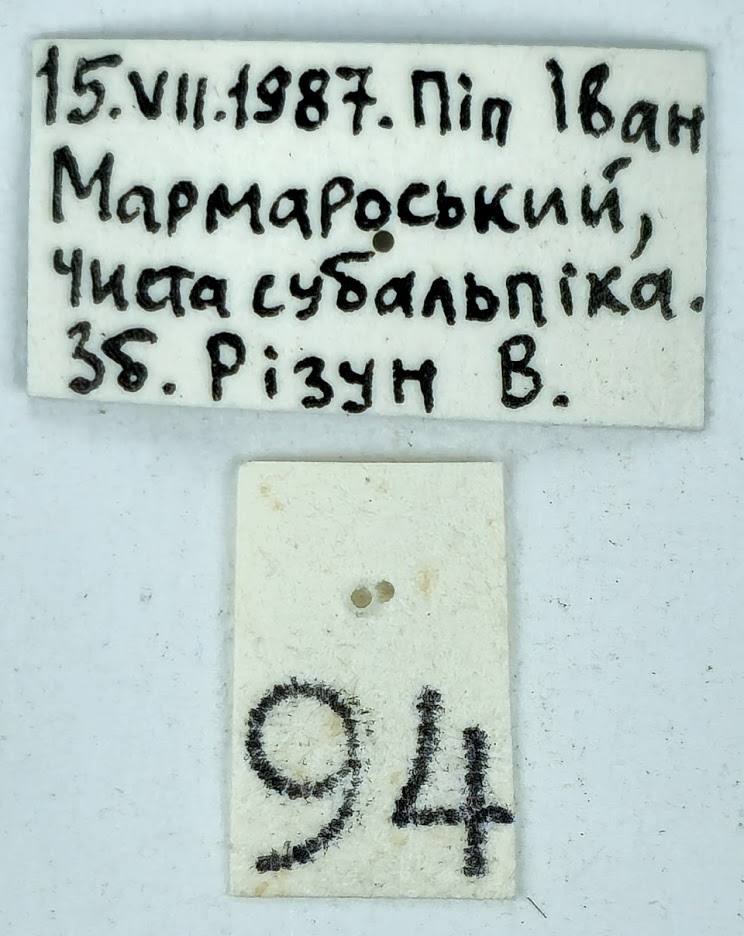 15.VII.1987. Піп Іван
Мармароський,
чиста субальпіка.
Зб. Різун В.
94